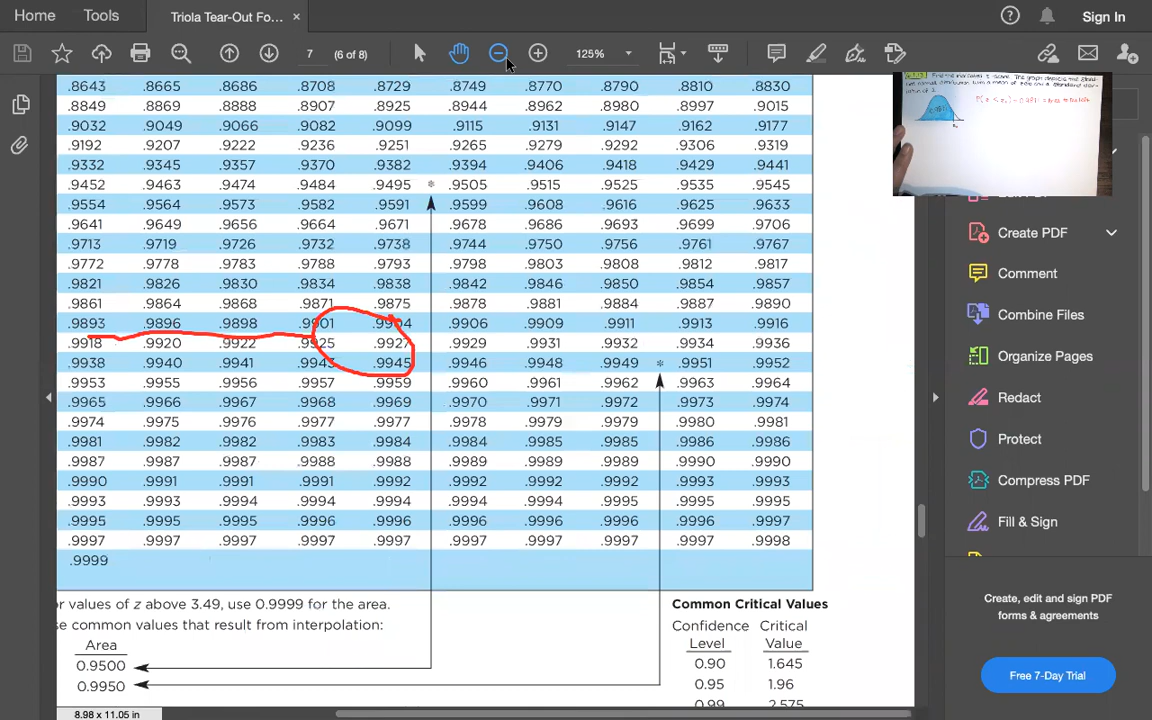 Home Tools Triola Tear-Out Fo... × Sign In
7 (6 of 8) 125%
.8643 .8665 .8686 .8708 .8729 .8749 .8770 .8790 .8810 .8830
.8849 .8869 .8888 .8907 .8925 .8944 .8962 .8980 .8997 .9015
.9032 .9049 .9066 .9082 .9099 .9115 .9131 .9147 .9162 .9177
.9192 .9207 .9222 .9236 .9251 .9265 .9279 .9292 .9306 .9319
.9332 .9345 .9357 .9370 .9382 .9394 .9406 .9418 .9429 .9441
.9452 .9463 .9474 .9484 .9495 * .9505 .9515 .9525 .9535 .9545
.9554 .9564 .9573 .9582 .9591 .9599 .9608 .9616 .9625 .9633
.9641 .9649 .9656 .9664 .9671 .9678 .9686 .9693 .9699 .9706
.9713 .9719 .9726 .9732 .9738 .9744 .9750 .9756 .9761 .9767
.9772 .9778 .9783 .9788 .9793 .9798 .9803 .9808 .9812 .9817
.9821 .9826 .9830 .9834 .9838 .9842 .9846 .9850 .9854 .9857
.9861 .9864 .9868 .9871 .9875 .9878 .9881 .9884 .9887 .9890
.9893 .9896 .9898 .9901 .9904 .9906 .9909 .9911 .9913 .9916
.9918 .9920 .9922 .9925 .9927 .9929 .9931 .9932 .9934 .9936
.9938 .9940 .9941 .9943 .9945 .9946 .9948 .9949 * .9951 .9952
.9953 .9955 .9956 .9957 .9959 .9960 .9961 .9962 .9963 .9964
.9965 .9966 .9967 .9968 .9969 .9970 .9971 .9972 .9973 .9974
.9974 .9975 .9976 .9977 .9977 .9978 .9979 .9979 .9980 .9981
.9981 .9982 .9982 .9983 .9984 .9984 .9985 .9985 .9986 .9986
.9987 .9987 .9987 .9988 .9988 .9989 .9989 .9989 .9990 .9990
.9990 .9991 .9991 .9991 .9992 .9992 .9992 .9992 .9993 .9993
.9993 .9993 .9994 .9994 .9994 .9994 .9994 .9995 .9995 .9995
.9995 .9995 .9995 .9996 .9996 .9996 .9996 .9996 .9996 .9997
.9997 .9997 .9997 .9997 .9997 .9997 .9997 .9997 .9997 .9998
.9999
or values of z above 3.49, use 0.9999 for the area.
se common values that result from interpolation:
Area
0.9500
0.9950
Common Critical Values
Confidence Critical
Level Value
0.90 1.645
0.95 1.96
0.99 2.575
8.98 x 11.05 in
Create PDF
Comment
Combine Files
Organize Pages
Redact
Protect
Compress PDF
Fill & Sign
Create, edit and sign PDF
forms & agreements
Free 7-Day Trial